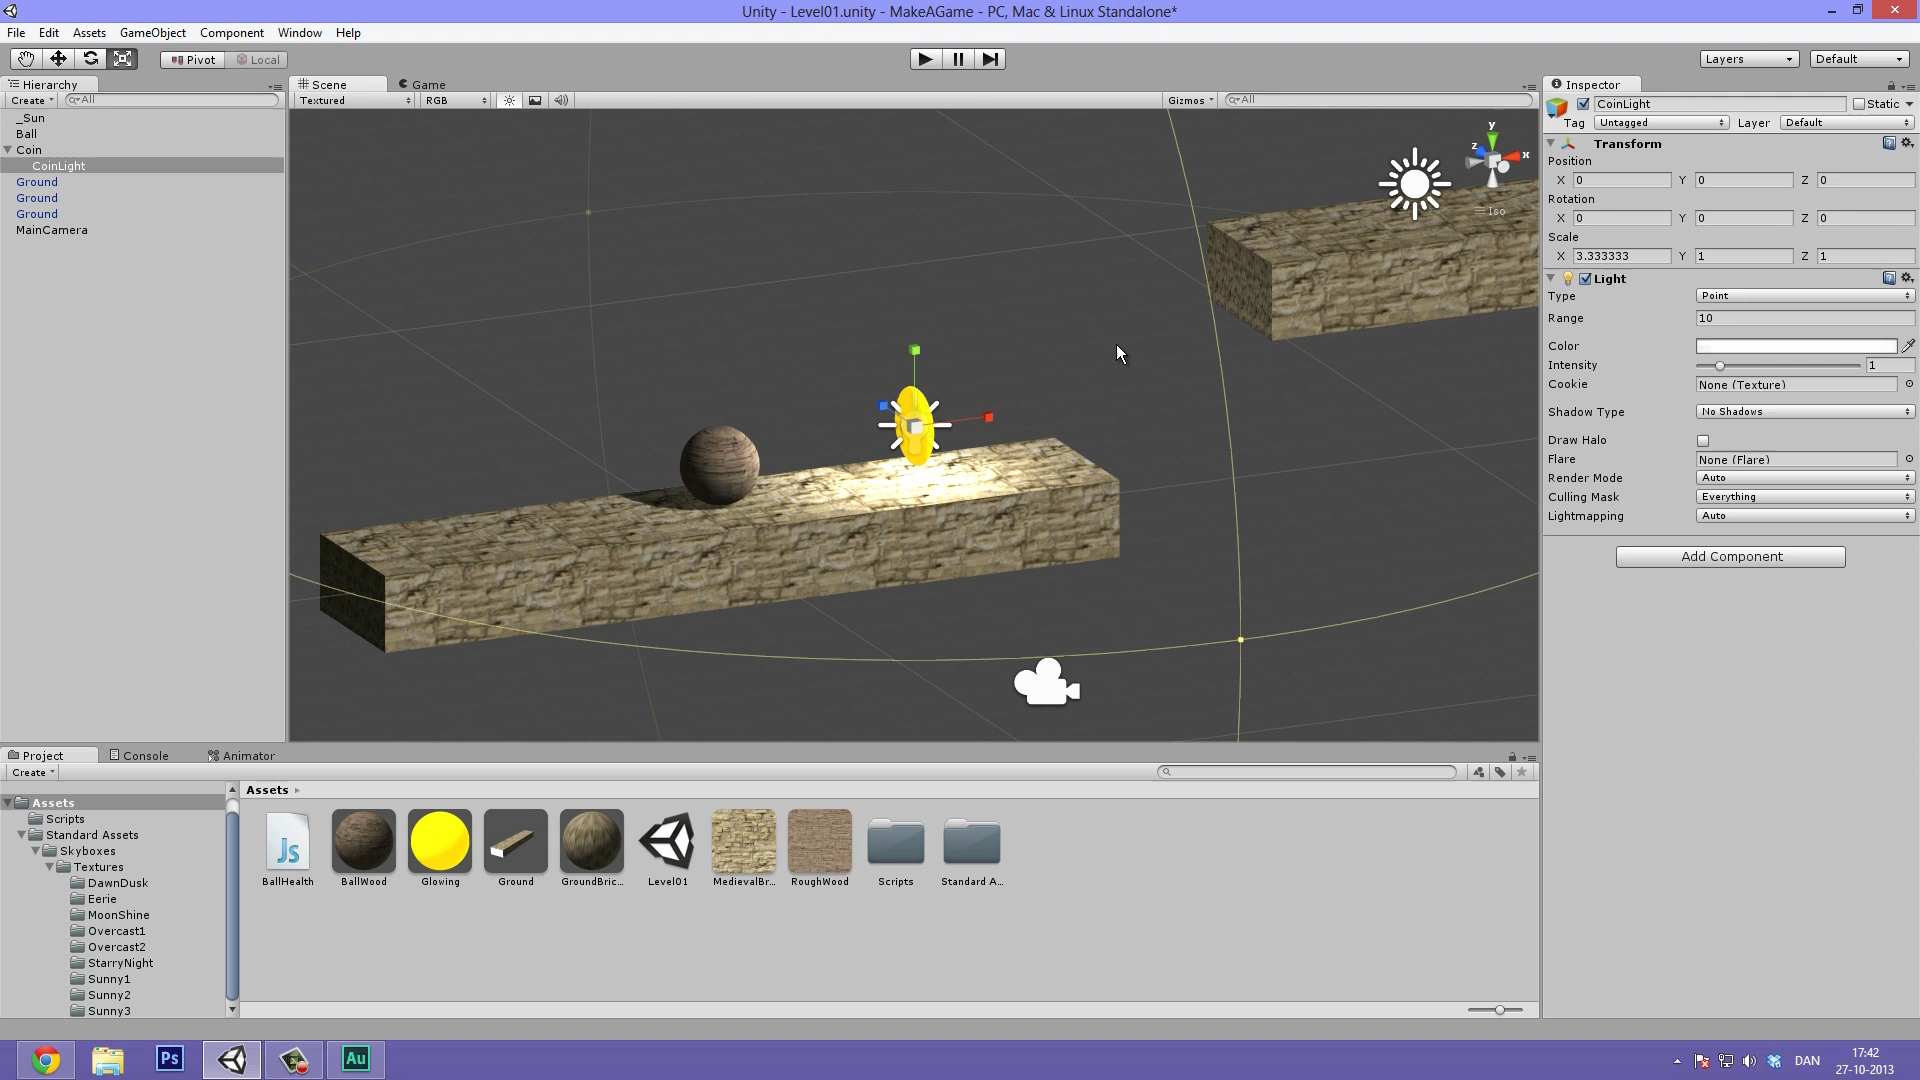 Unity - Level01.unity - MakeAGame - PC, Mac & Linux Standalone*
File Edit Assets GameObject Component Window Help
Pivot Local Layers Default
Hierarchy
Create All
_Sun
Ball
Coin
CoinLight
Ground
Ground
Ground
MainCamera
Scene Game
Textured RGB Gizmos All
y
z x
Iso
Inspector
CoinLight Static
Tag Untagged Layer Default
Transform
Position
X 0 Y 0 Z 0
Rotation
X 0 Y 0 Z 0
Scale
X 3.333333 Y 1 Z 1
Light
Type Point
Range 10
Color
Intensity 1
Cookie None (Texture)
Shadow Type No Shadows
Draw Halo
Flare None (Flare)
Render Mode Auto
Culling Mask Everything
Lightmapping Auto
Add Component
Project Console Animator
Create
Assets
Scripts
Standard Assets
Skyboxes
Textures
DawnDusk
Eerie
MoonShine
Overcast1
Overcast2
StarryNight
Sunny1
Sunny2
Sunny3
Assets
Js
BallHealth BallWood Glowing Ground GroundBric... Level01 MedievalBr... RoughWood Scripts Standard A...
Ps Au
DAN
17:42
27-10-2013